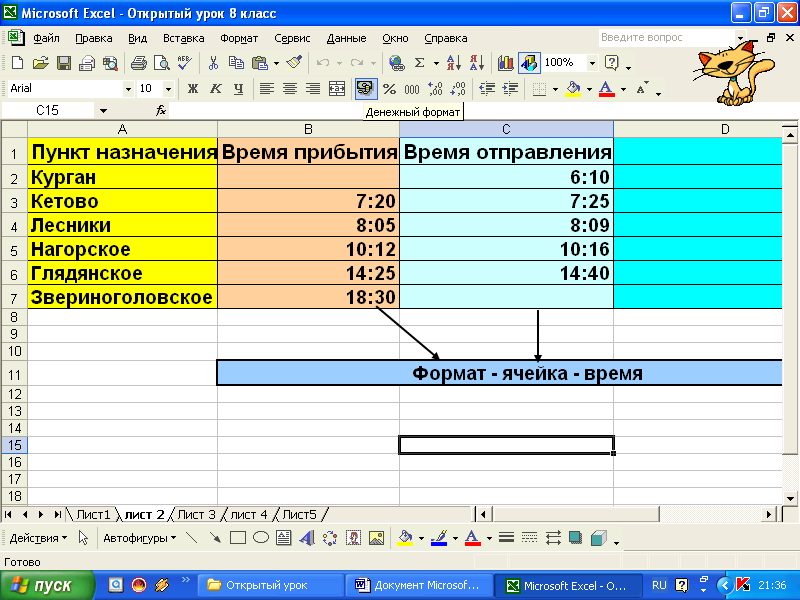 Microsoft Excel - Открытый урок 8 класс
Файл Правка Вид Вставка Формат Сервис Данные Окно Справка Введите вопрос
100%
Arial 10 Ж К Ч % 000
C15 fx Денежный формат
A B C D
1 Пункт назначения Время прибытия Время отправления
2 Курган 6:10
3 Кетово 7:20 7:25
4 Лесники 8:05 8:09
5 Нагорское 10:12 10:16
6 Глядянское 14:25 14:40
7 Звериноголовское 18:30
8
9
10
11 Формат - ячейка - время
12
13
14
15
16
17
18
Лист1 лист 2 Лист 3 лист 4 Лист5
Действия Автофигуры
Готово
пуск Открытый урок Документ Microsof... Microsoft Excel - О... RU 21:36